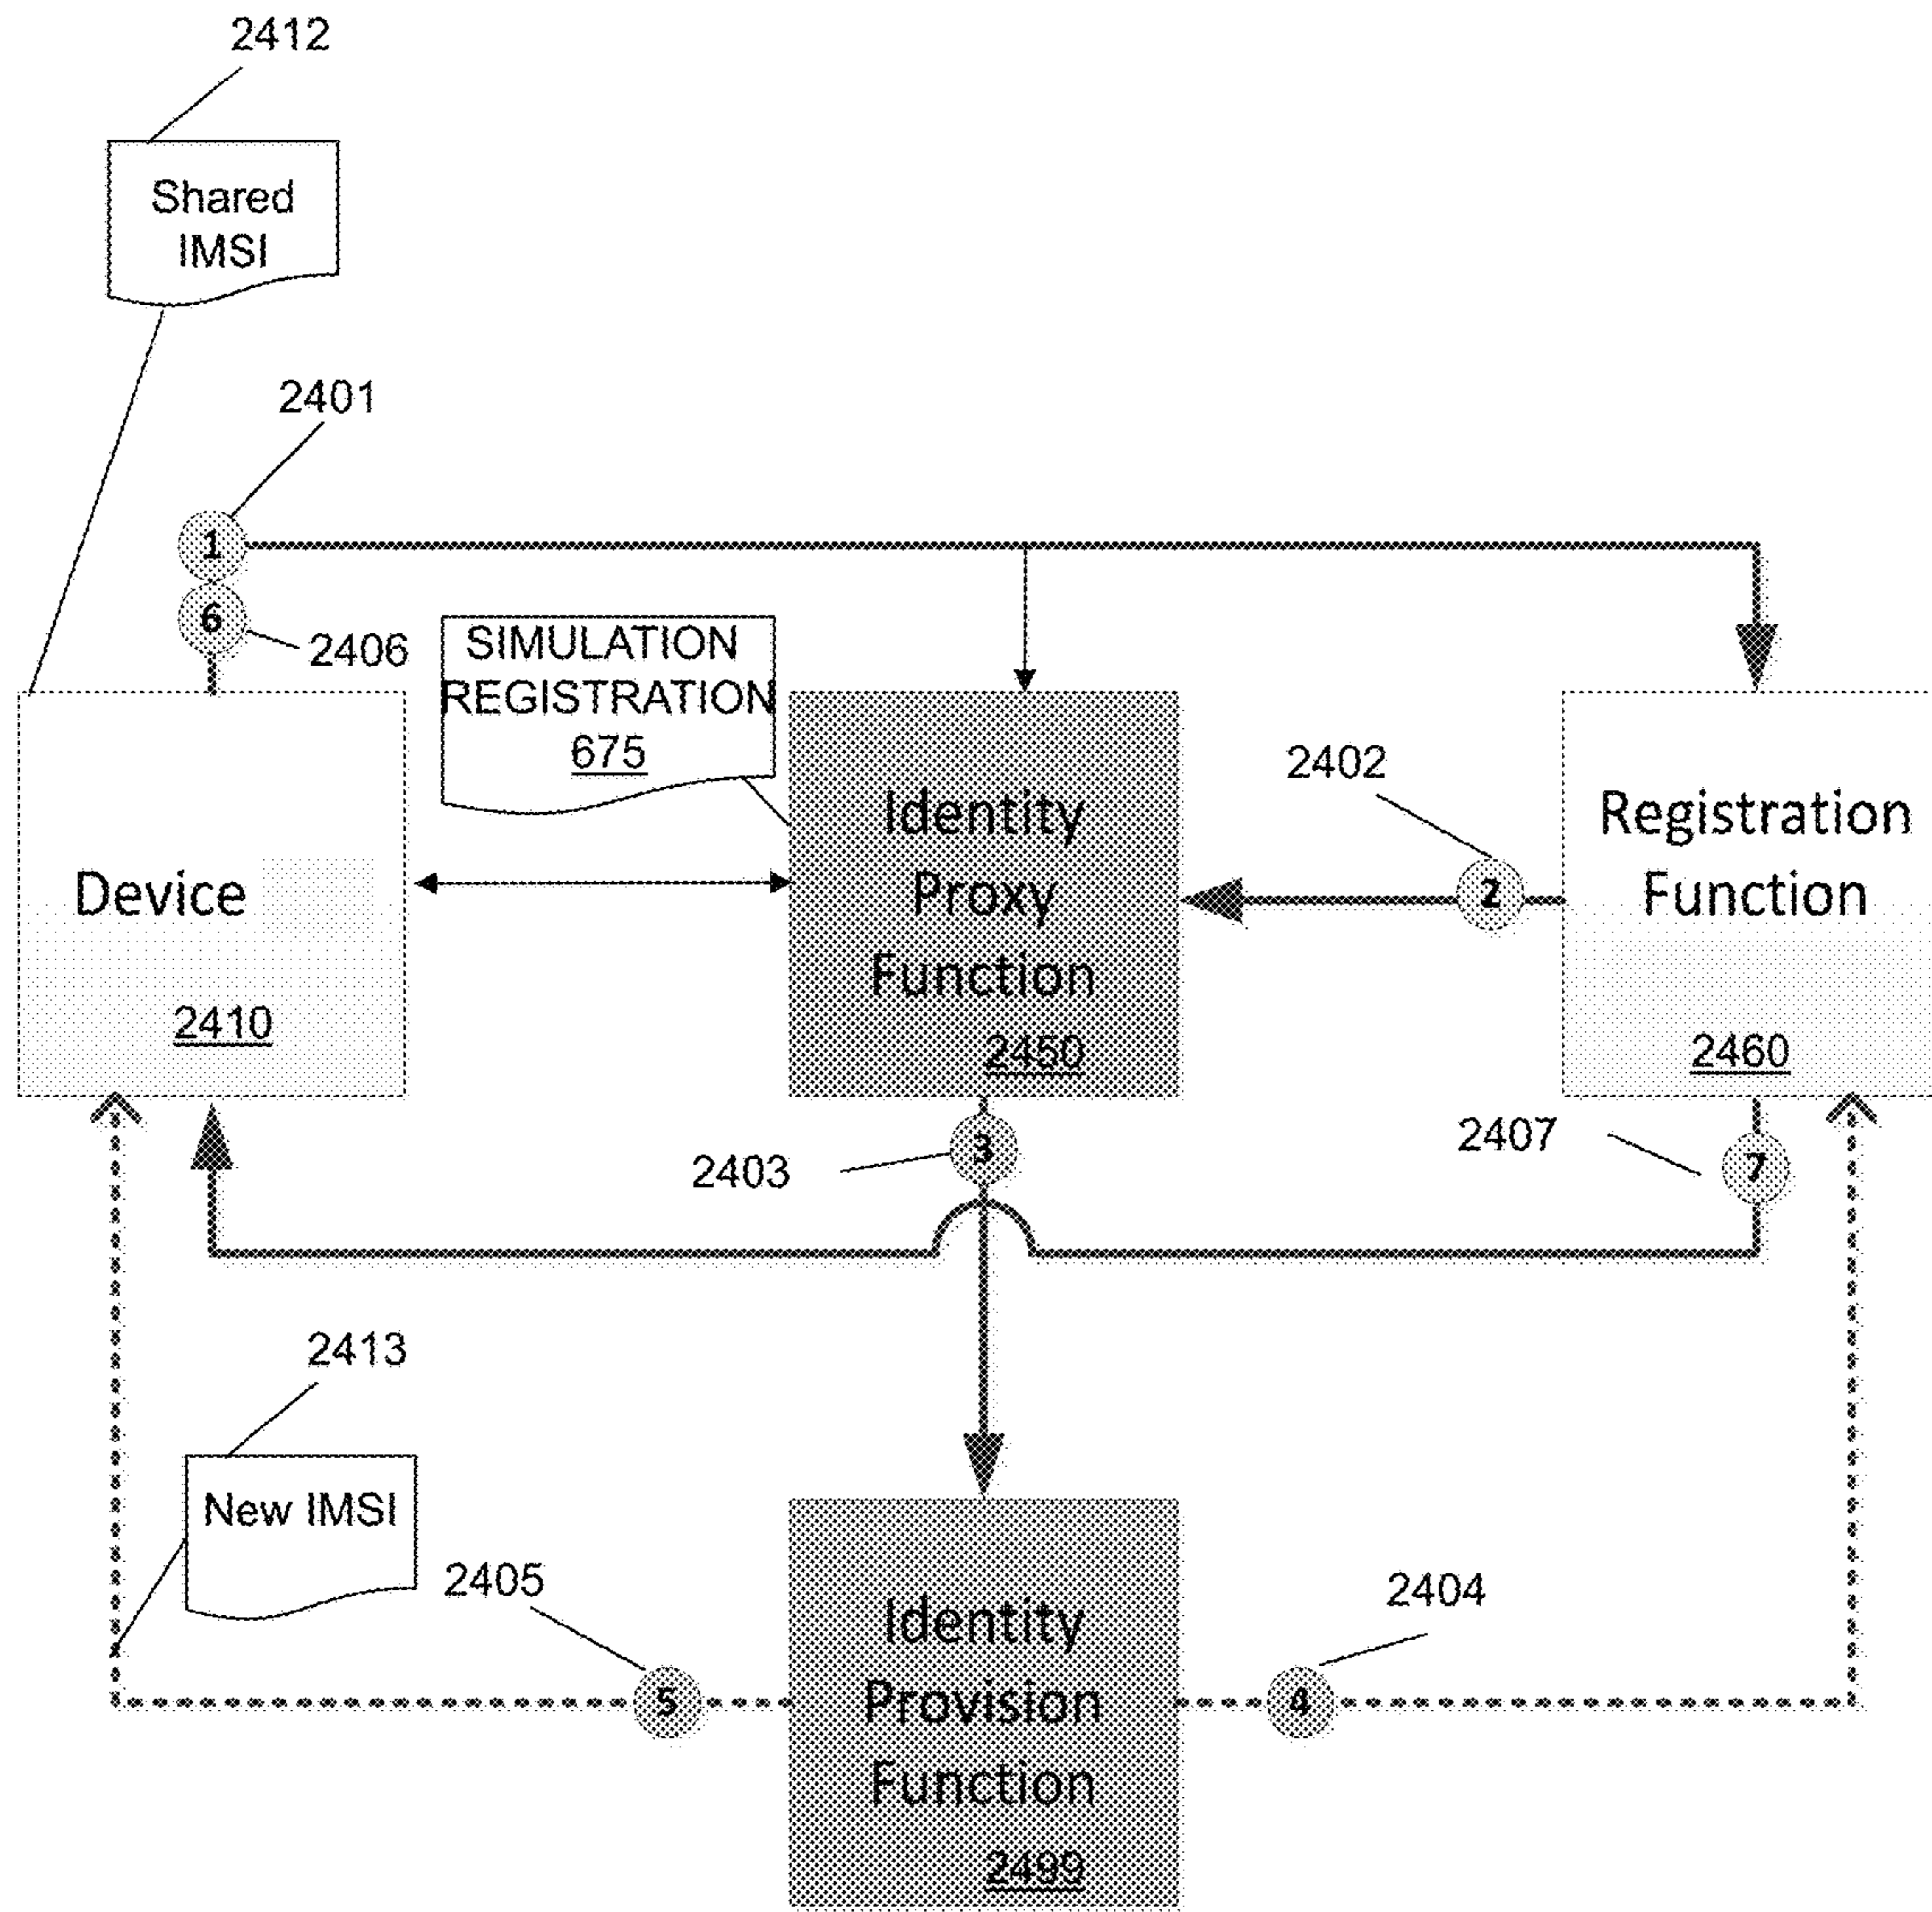 2412
Shared
IMSI
2401
1
6
2406
SIMULATION
REGISTRATION
675
Identity
Proxy
Function
2450
2402
2
Registration
Function
2460
Device
2410
2403
3
2407
7
2413
New IMSI
2405
5
2404
4
Identity
Provision
Function
2499